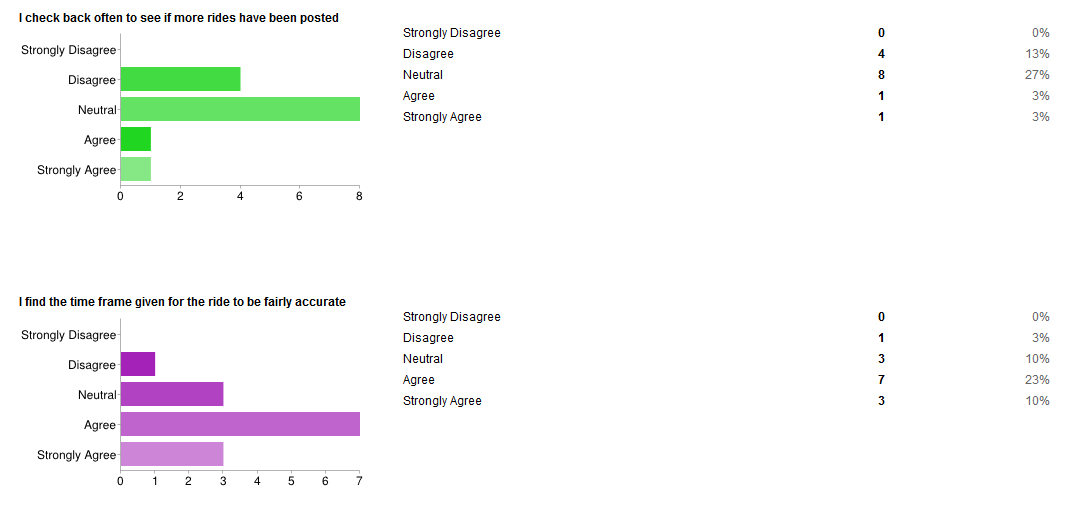 I check back often to see if more rides have been posted
Strongly Disagree
Disagree
Neutral
Agree
Strongly Agree
0 2 4 6 8
Strongly Disagree 0 0%
Disagree 4 13%
Neutral 8 27%
Agree 1 3%
Strongly Agree 1 3%
I find the time frame given for the ride to be fairly accurate
Strongly Disagree
Disagree
Neutral
Agree
Strongly Agree
0 1 2 3 4 5 6 7
Strongly Disagree 0 0%
Disagree 1 3%
Neutral 3 10%
Agree 7 23%
Strongly Agree 3 10%